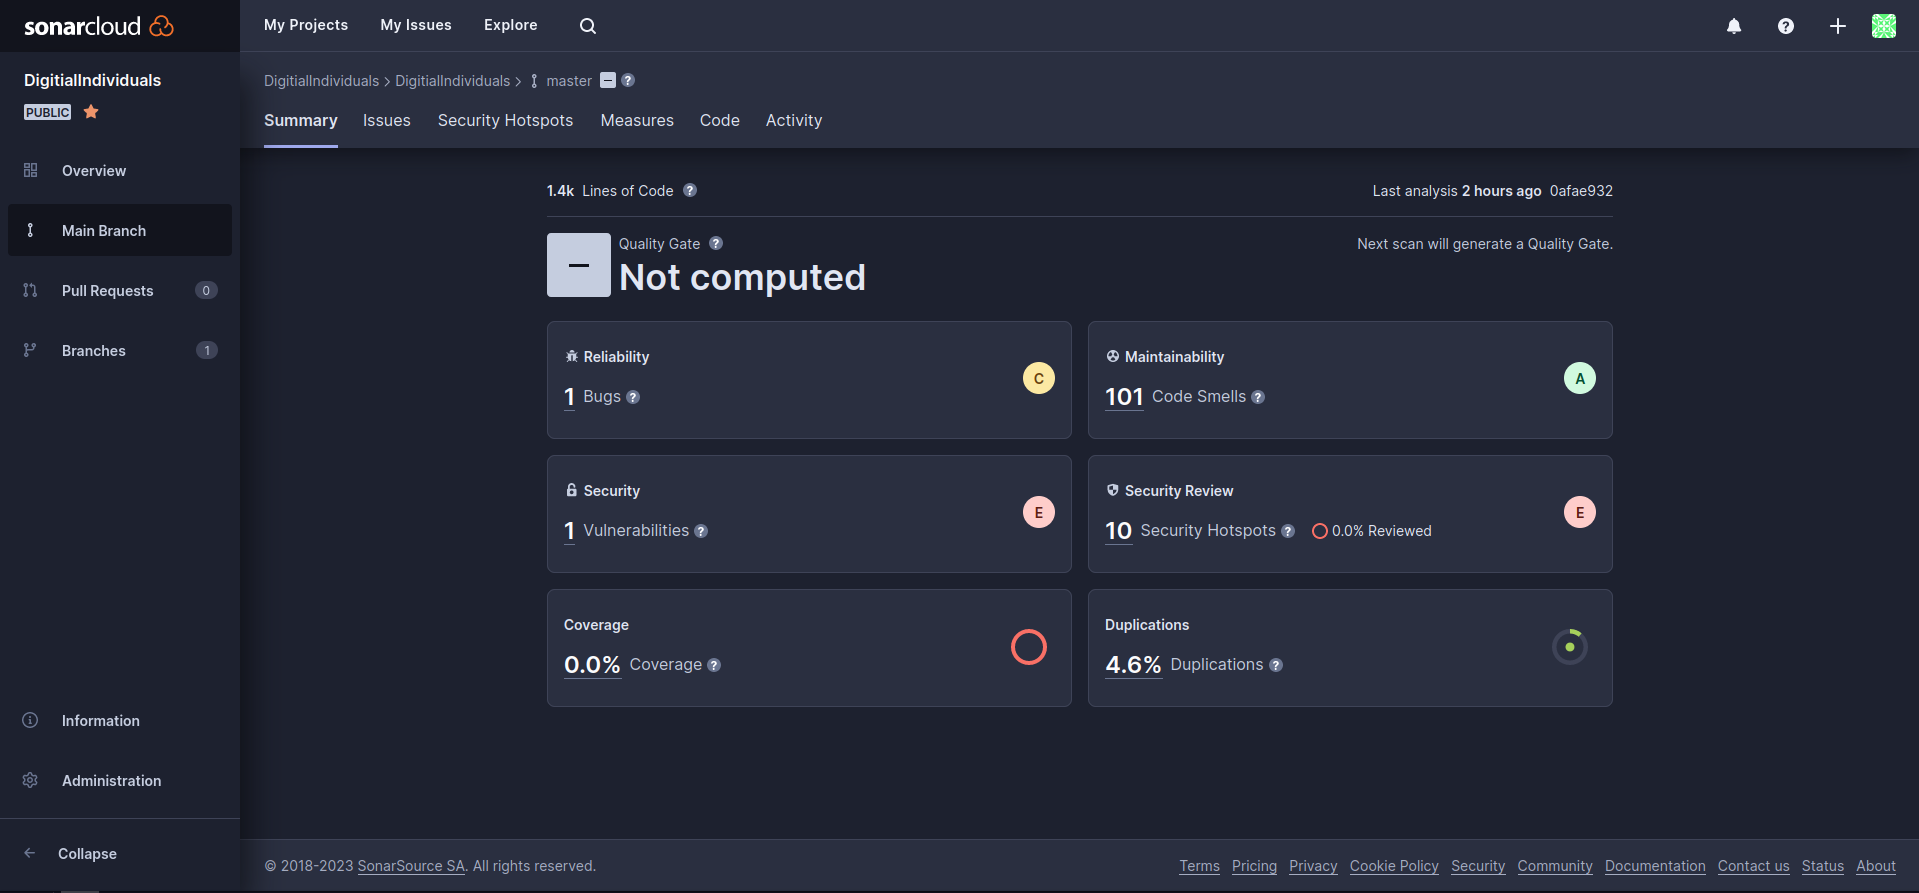 sonarcloud
My Projects My Issues Explore
DigitialIndividuals
PUBLIC
Overview
Main Branch
Pull Requests 0
Branches 1
Information
Administration
Collapse
DigitialIndividuals > DigitialIndividuals > master
Summary Issues Security Hotspots Measures Code Activity
1.4k Lines of Code Last analysis 2 hours ago 0afae932
Quality Gate Next scan will generate a Quality Gate.
Not computed
Reliability
1 Bugs C
Maintainability
101 Code Smells A
Security
1 Vulnerabilities E
Security Review
10 Security Hotspots 0.0% Reviewed E
Coverage
0.0% Coverage
Duplications
4.6% Duplications
© 2018-2023 SonarSource SA. All rights reserved. Terms Pricing Privacy Cookie Policy Security Community Documentation Contact us Status About